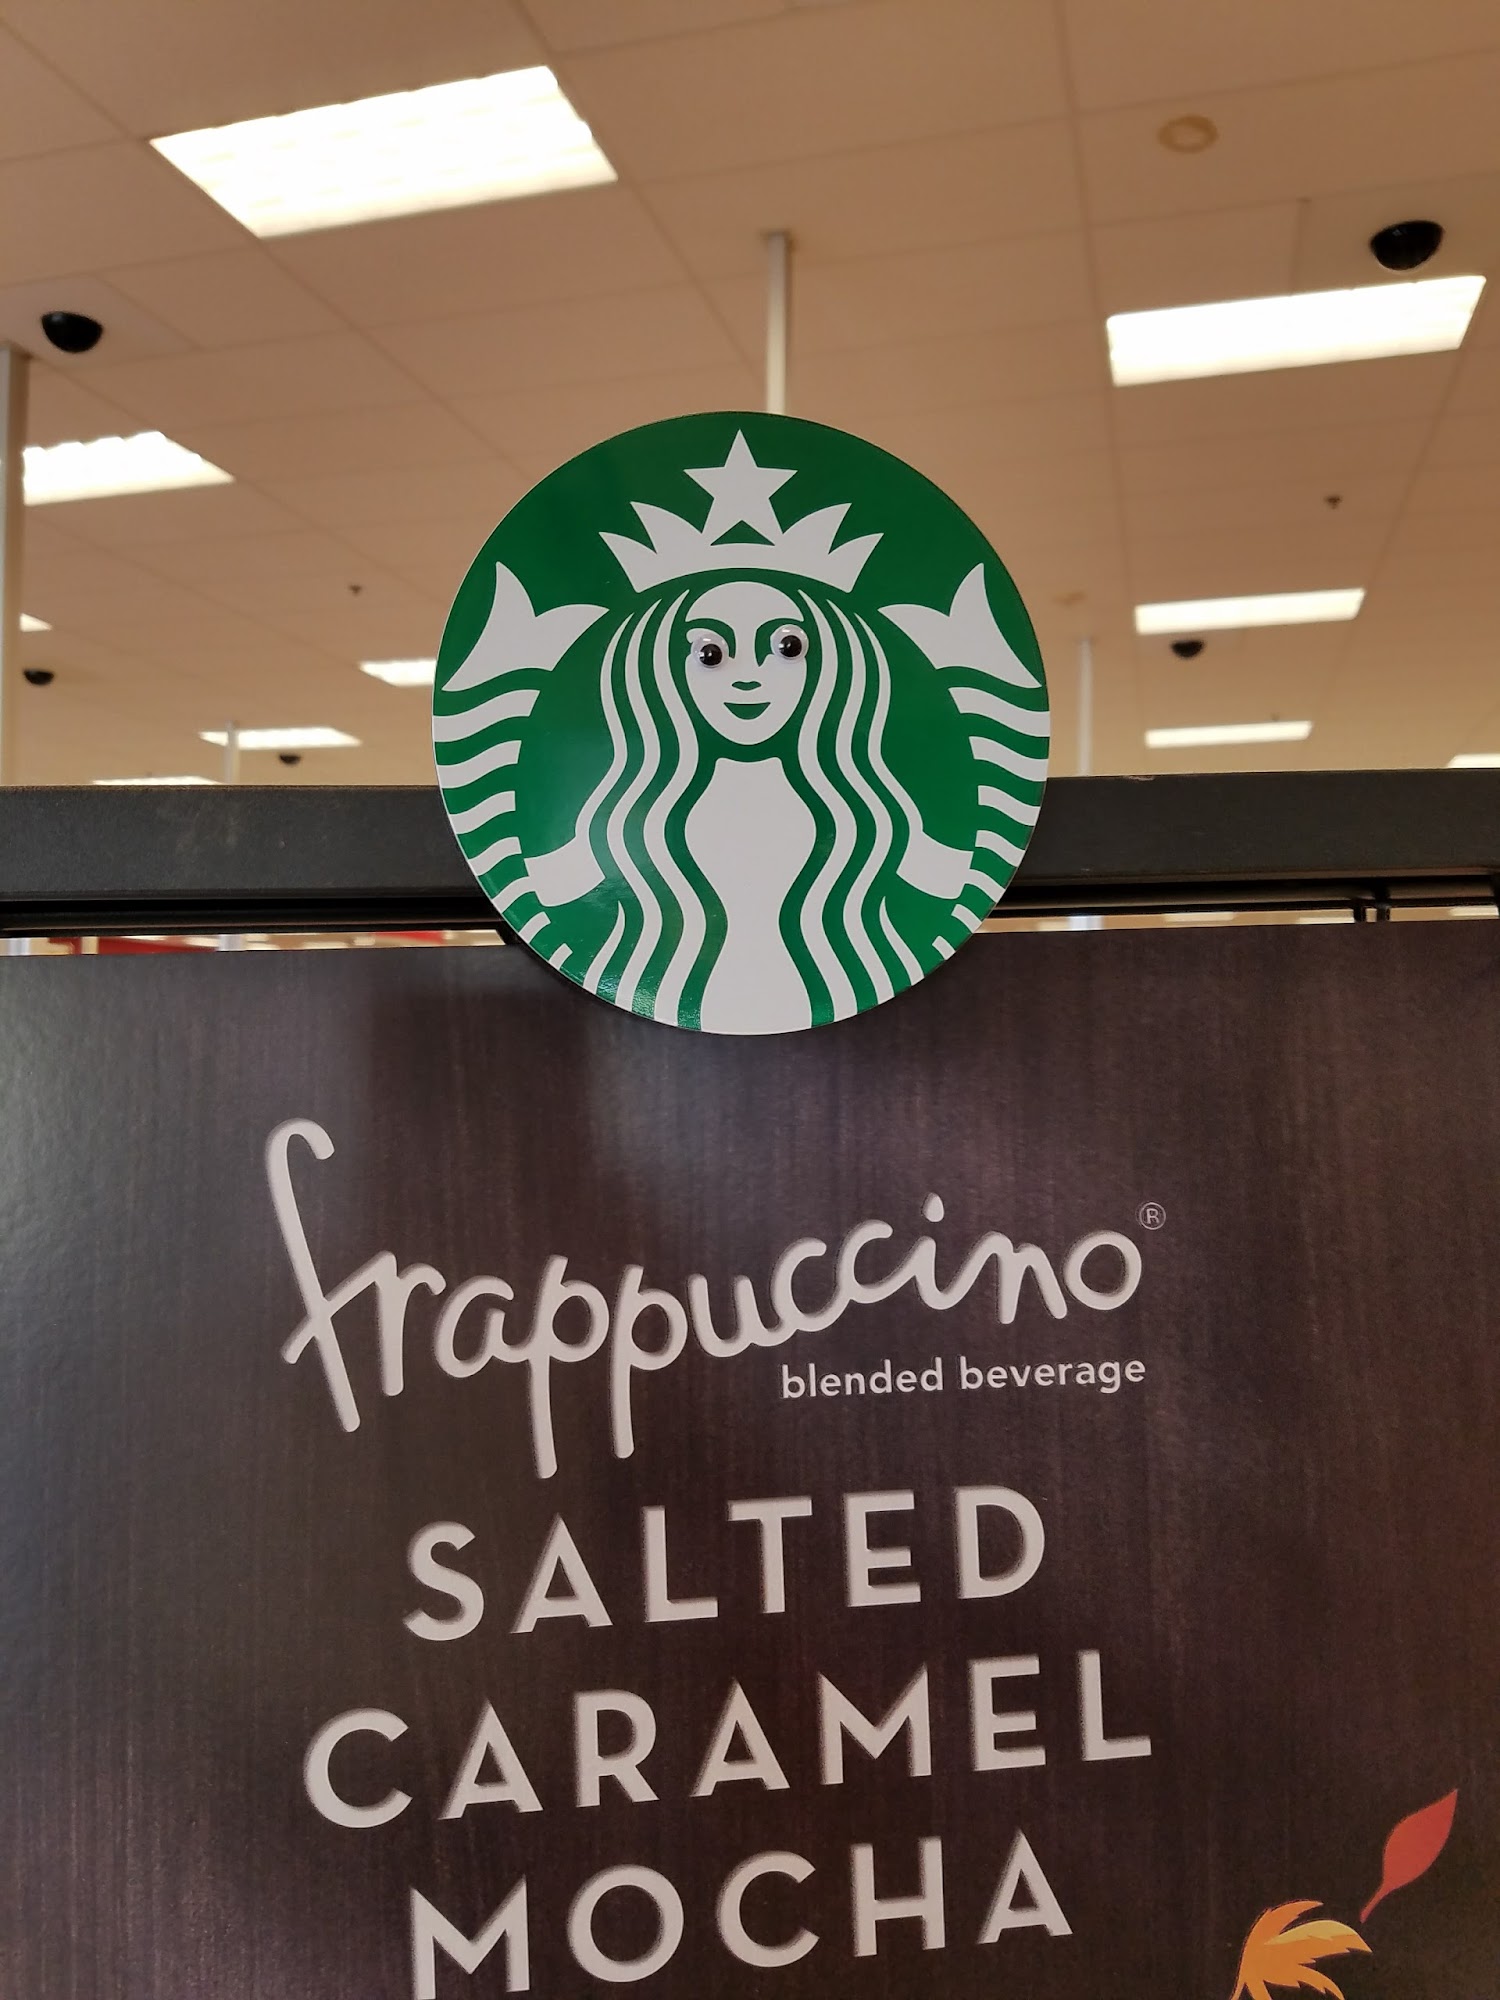 frappuccino®
blended beverage
SALTED
CARAMEL
MOCHA